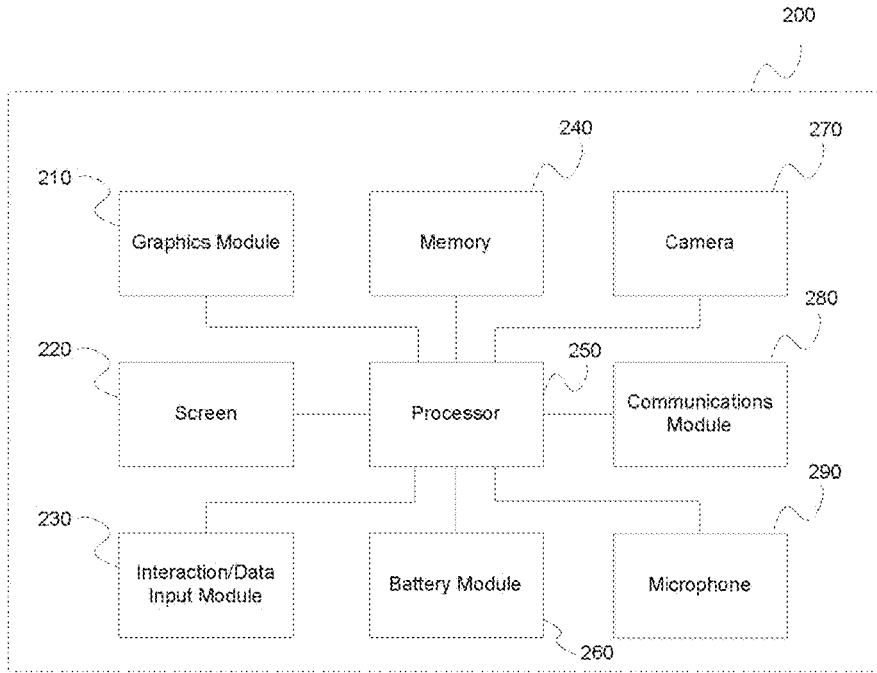 200
240
270
210
Graphics Module
Memory
Camera
280
220
250
Screen
Processor
Communications
Module
290
230
Interaction/Data
Input Module
Battery Module
Microphone
260